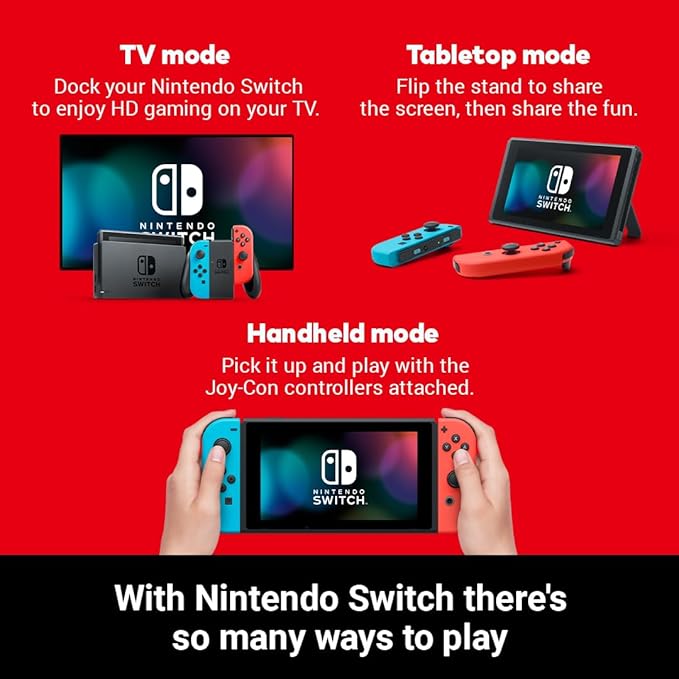 TV mode
Dock your Nintendo Switch
to enjoy HD gaming on your TV.
NINTENDO
SWITCH
NINTENDO
SWITCH
Tabletop mode
Flip the stand to share
the screen, then share the fun.
NINTENDO
SWITCH
Handheld mode
Pick it up and play with the
Joy-Con controllers attached.
X
Y
A
B
NINTENDO
SWITCH
With Nintendo Switch there's
so many ways to play